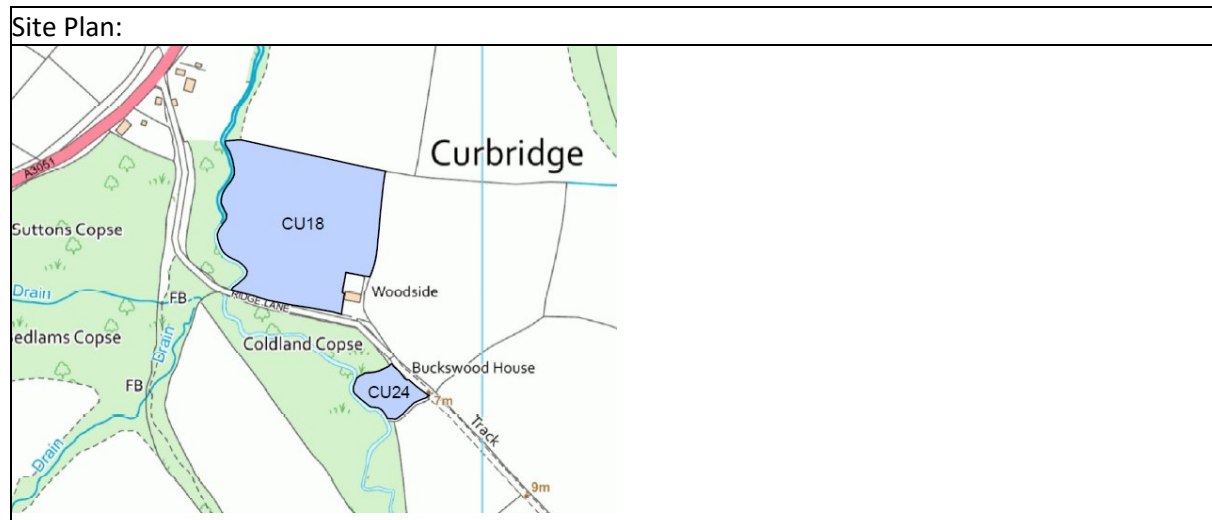 Site Plan:
A3051
Curbridge
CU18
Suttons Copse
Drain
FB
RIDGE LANE
Woodside
edlams Copse
Drain
Coldland Copse
Buckswood House
FB
CU24
7m
Track
Drain
9m